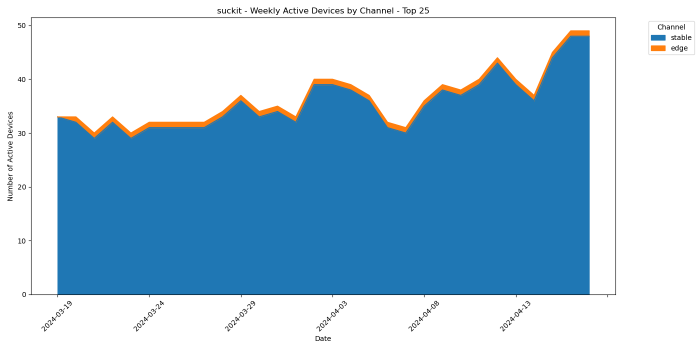 suckit - Weekly Active Devices by Channel - Top 25
Number of Active Devices
50
40
30
20
10
0
2024-03-19
2024-03-24
2024-03-29
2024-04-03
2024-04-08
2024-04-13
Date
Channel
stable
edge